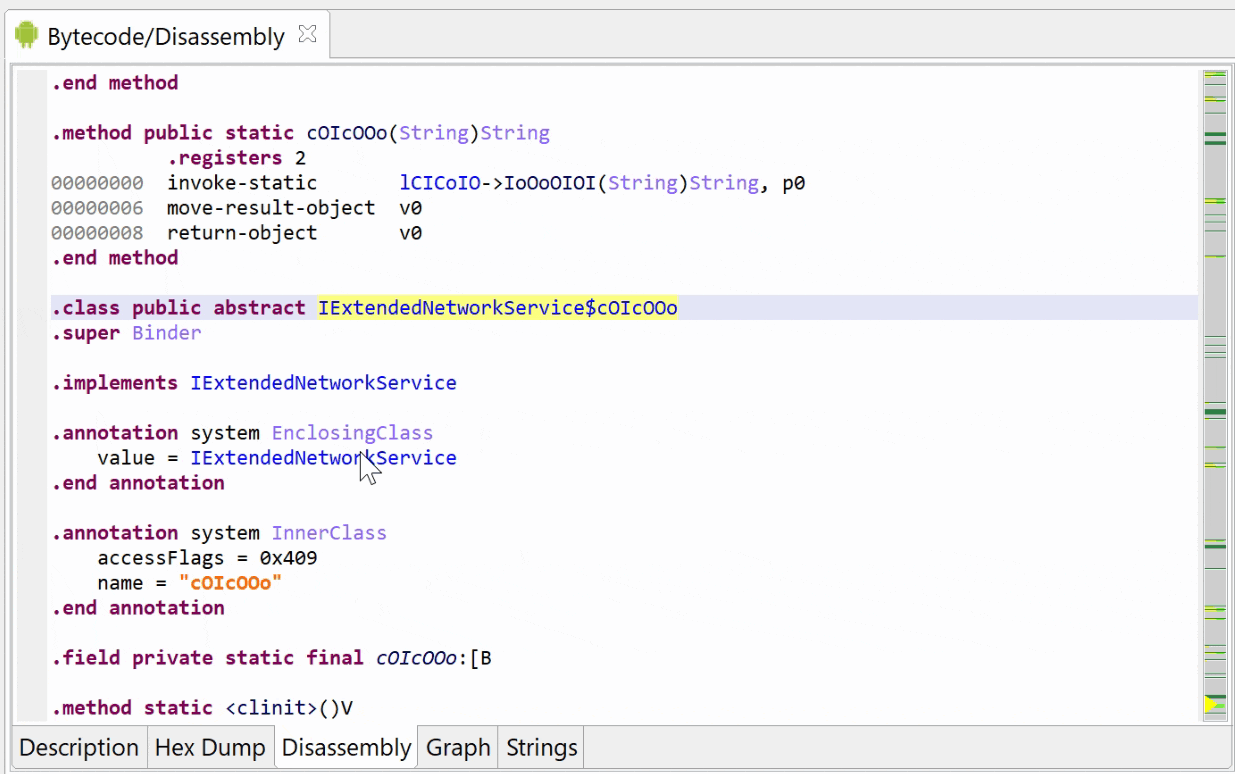 Bytecode/Disassembly
.end method
.method public static cOIcOOo(String)String
.registers 2
00000000 invoke-static lCICoIO->IoOoOIOI(String)String, p0
00000006 move-result-object v0
00000008 return-object v0
.end method
.class public abstract IExtendedNetworkService$cOIcOOo
.super Binder
.implements IExtendedNetworkService
.annotation system EnclosingClass
value = IExtendedNetworkService
.end annotation
.annotation system InnerClass
accessFlags = 0x409
name = "cOIcOOo"
.end annotation
.field private static final cOIcOOo:[B
.method static <clinit>()V
Description Hex Dump Disassembly Graph Strings